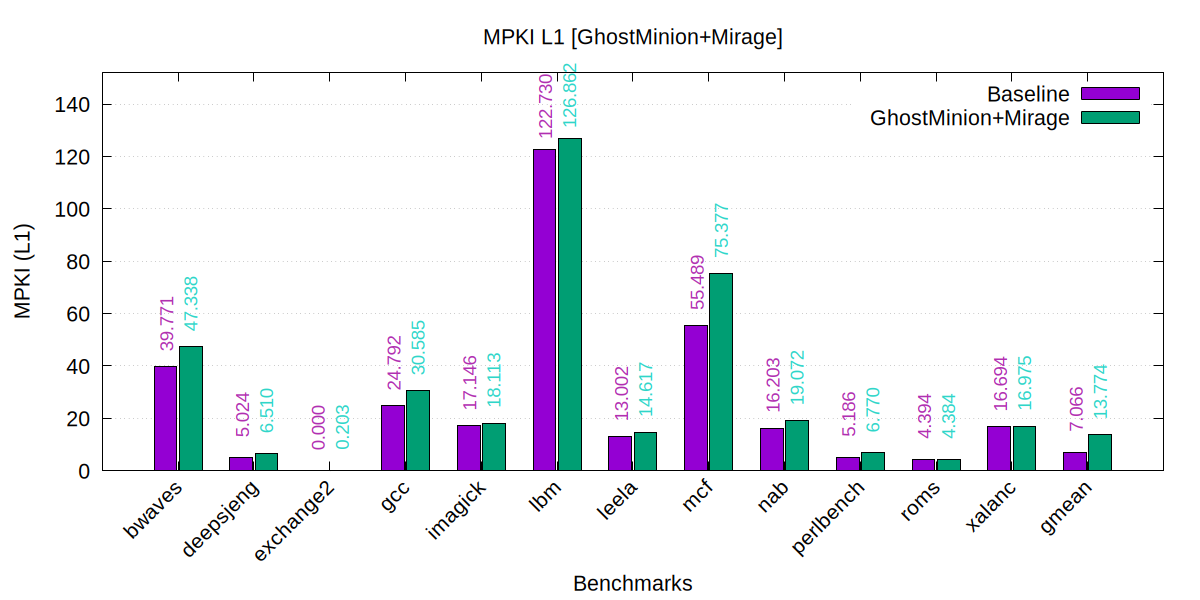 MPKI L1 [GhostMinion+Mirage]
Baseline
GhostMinion+Mirage
MPKI (L1)
140
120
100
80
60
40
20
0
39.771
47.338
5.024
6.510
0.000
0.203
24.792
30.585
17.146
18.113
122.730
126.862
13.002
14.617
55.489
75.377
16.203
19.072
5.186
6.770
4.394
4.384
16.694
16.975
7.066
13.774
bwaves
deepsjeng
exchange2
gcc
imagick
lbm
leela
mcf
nab
perlbench
roms
xalanc
gmean
Benchmarks